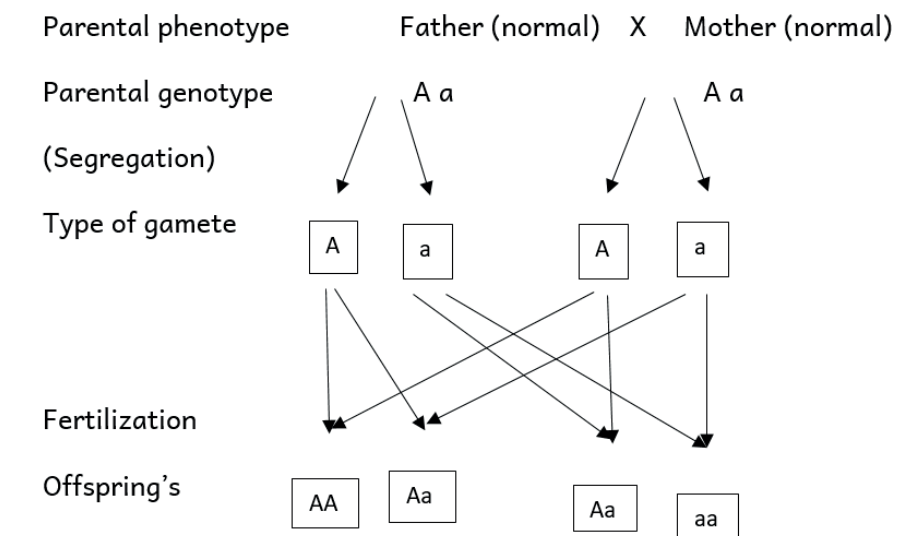 Parental phenotype Father (normal) X Mother (normal)
Parental genotype A a A a
(Segregation)
Type of gamete A a A a
Fertilization
Offspring’s AA Aa Aa aa